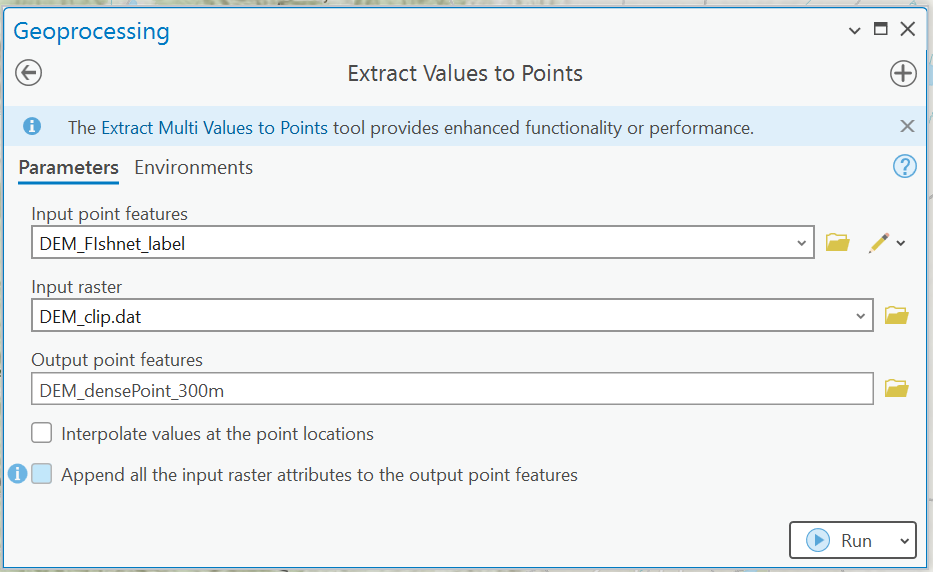 Geoprocessing
Extract Values to Points
The Extract Multi Values to Points tool provides enhanced functionality or performance.
Parameters Environments
Input point features
DEM_FIshnet_label
Input raster
DEM_clip.dat
Output point features
DEM_densePoint_300m
Interpolate values at the point locations
Append all the input raster attributes to the output point features
Run